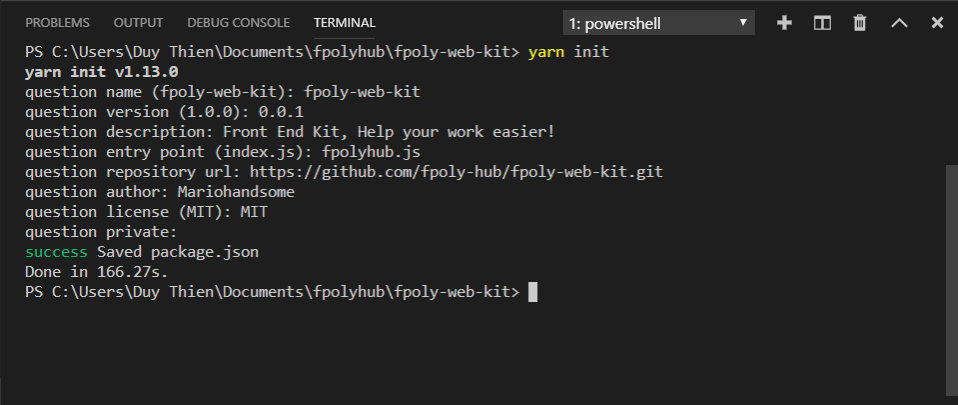 PROBLEMS OUTPUT DEBUG CONSOLE TERMINAL 1: powershell
PS C:\Users\Duy Thien\Documents\fpolyhub\fpoly-web-kit> yarn init
yarn init v1.13.0
question name (fpoly-web-kit): fpoly-web-kit
question version (1.0.0): 0.0.1
question description: Front End Kit, Help your work easier!
question entry point (index.js): fpolyhub.js
question repository url: https://github.com/fpoly-hub/fpoly-web-kit.git
question author: Mariohandsome
question license (MIT): MIT
question private:
success Saved package.json
Done in 166.27s.
PS C:\Users\Duy Thien\Documents\fpolyhub\fpoly-web-kit>